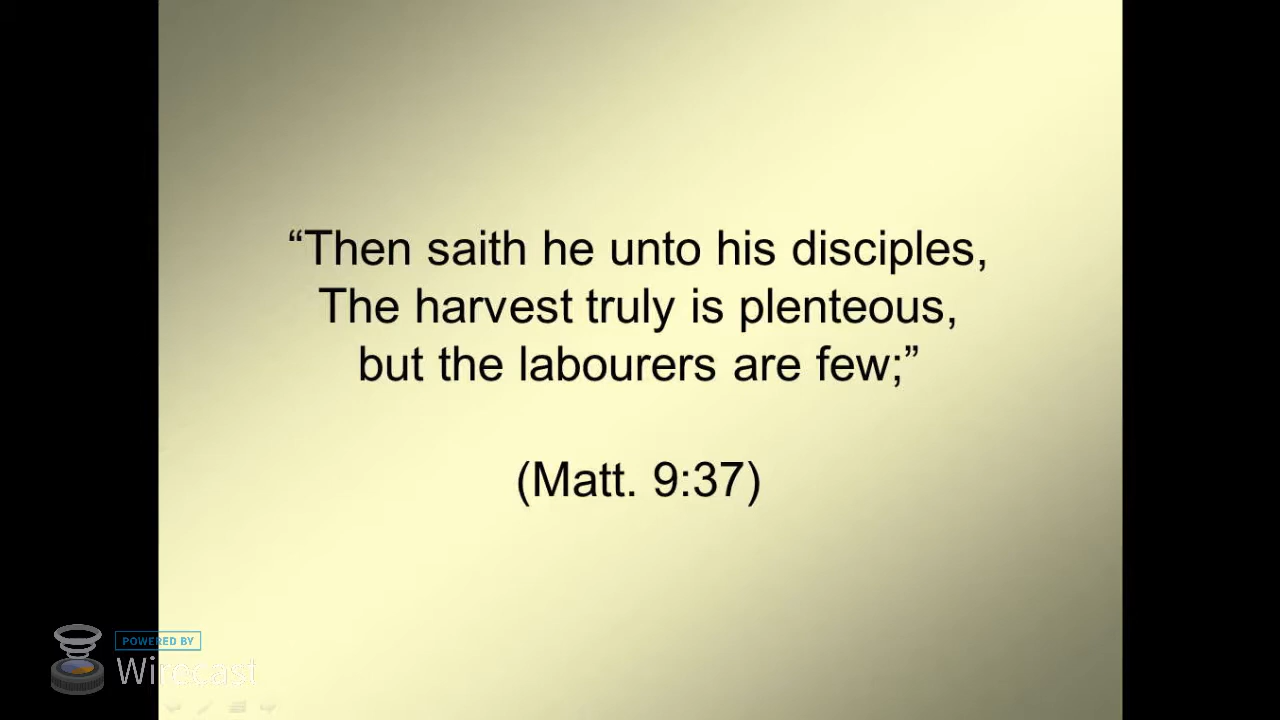 “Then saith he unto his disciples,
The harvest truly is plenteous,
but the labourers are few;”
(Matt. 9:37)
POWERED BY
Wirecast